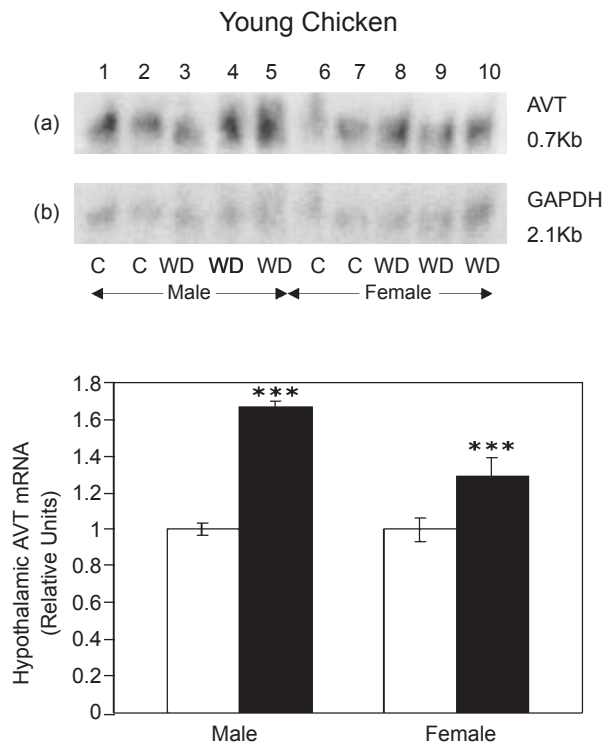 Young Chicken
1 2 3 4 5 6 7 8 9 10
(a) AVT
0.7Kb
(b) GAPDH
2.1Kb
C C WD WD WD C C WD WD WD
Male Female
Hypothalamic AVT mRNA
(Relative Units)
1.8
1.6
1.4
1.2
1
0.8
0.6
0.4
0.2
0
*** ***
Male Female